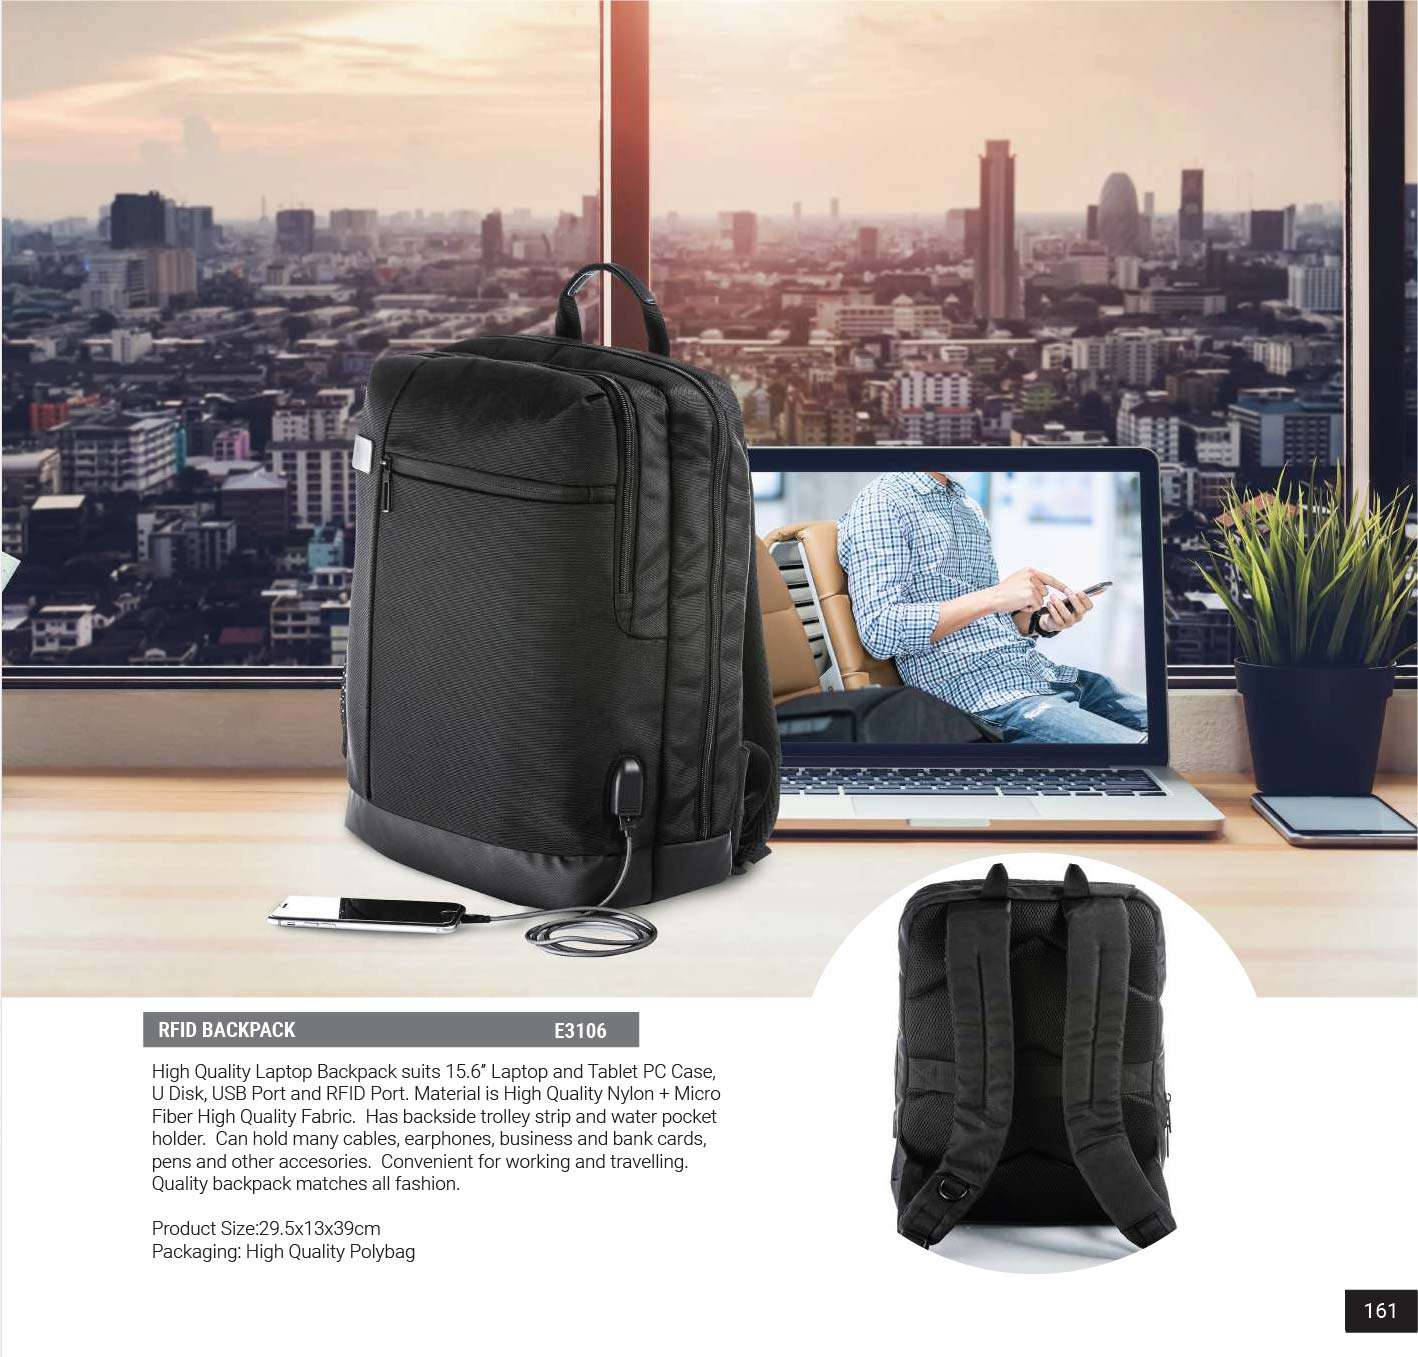 RFID BACKPACK E3106
High Quality Laptop Backpack suits 15.6” Laptop and Tablet PC Case,
U Disk, USB Port and RFID Port. Material is High Quality Nylon + Micro
Fiber High Quality Fabric.  Has backside trolley strip and water pocket
holder.  Can hold many cables, earphones, business and bank cards,
pens and other accesories.  Convenient for working and travelling.
Quality backpack matches all fashion.
Product Size:29.5x13x39cm
Packaging: High Quality Polybag
161